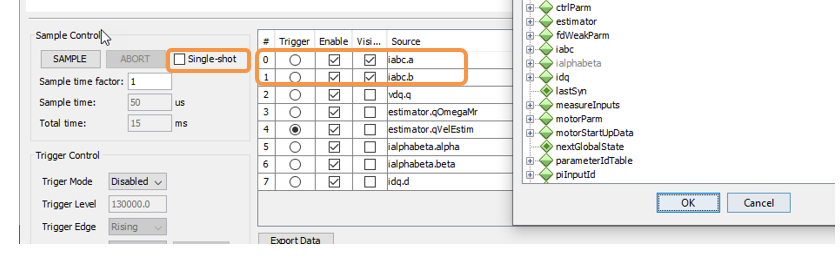 Sample Control
SAMPLE ABORT Single-shot
Sample time factor: 1
Sample time: 50 us
Total time: 15 ms
Trigger Control
Triger Mode Disabled
Trigger Level 130000.0
Trigger Edge Rising
# Trigger Enable Visi... Source
0 iabc.a
1 iabc.b
2 vdq.q
3 estimator.qOmegaMr
4 estimator.qVelEstim
5 ialphabeta.alpha
6 ialphabeta.beta
7 idq.d
Export Data
ctrlParm
estimator
fdWeakParm
iabc
ialphabeta
idq
lastSyn
measureInputs
motorParm
motorStartUpData
nextGlobalState
parameterIdTable
piInputId
OK Cancel